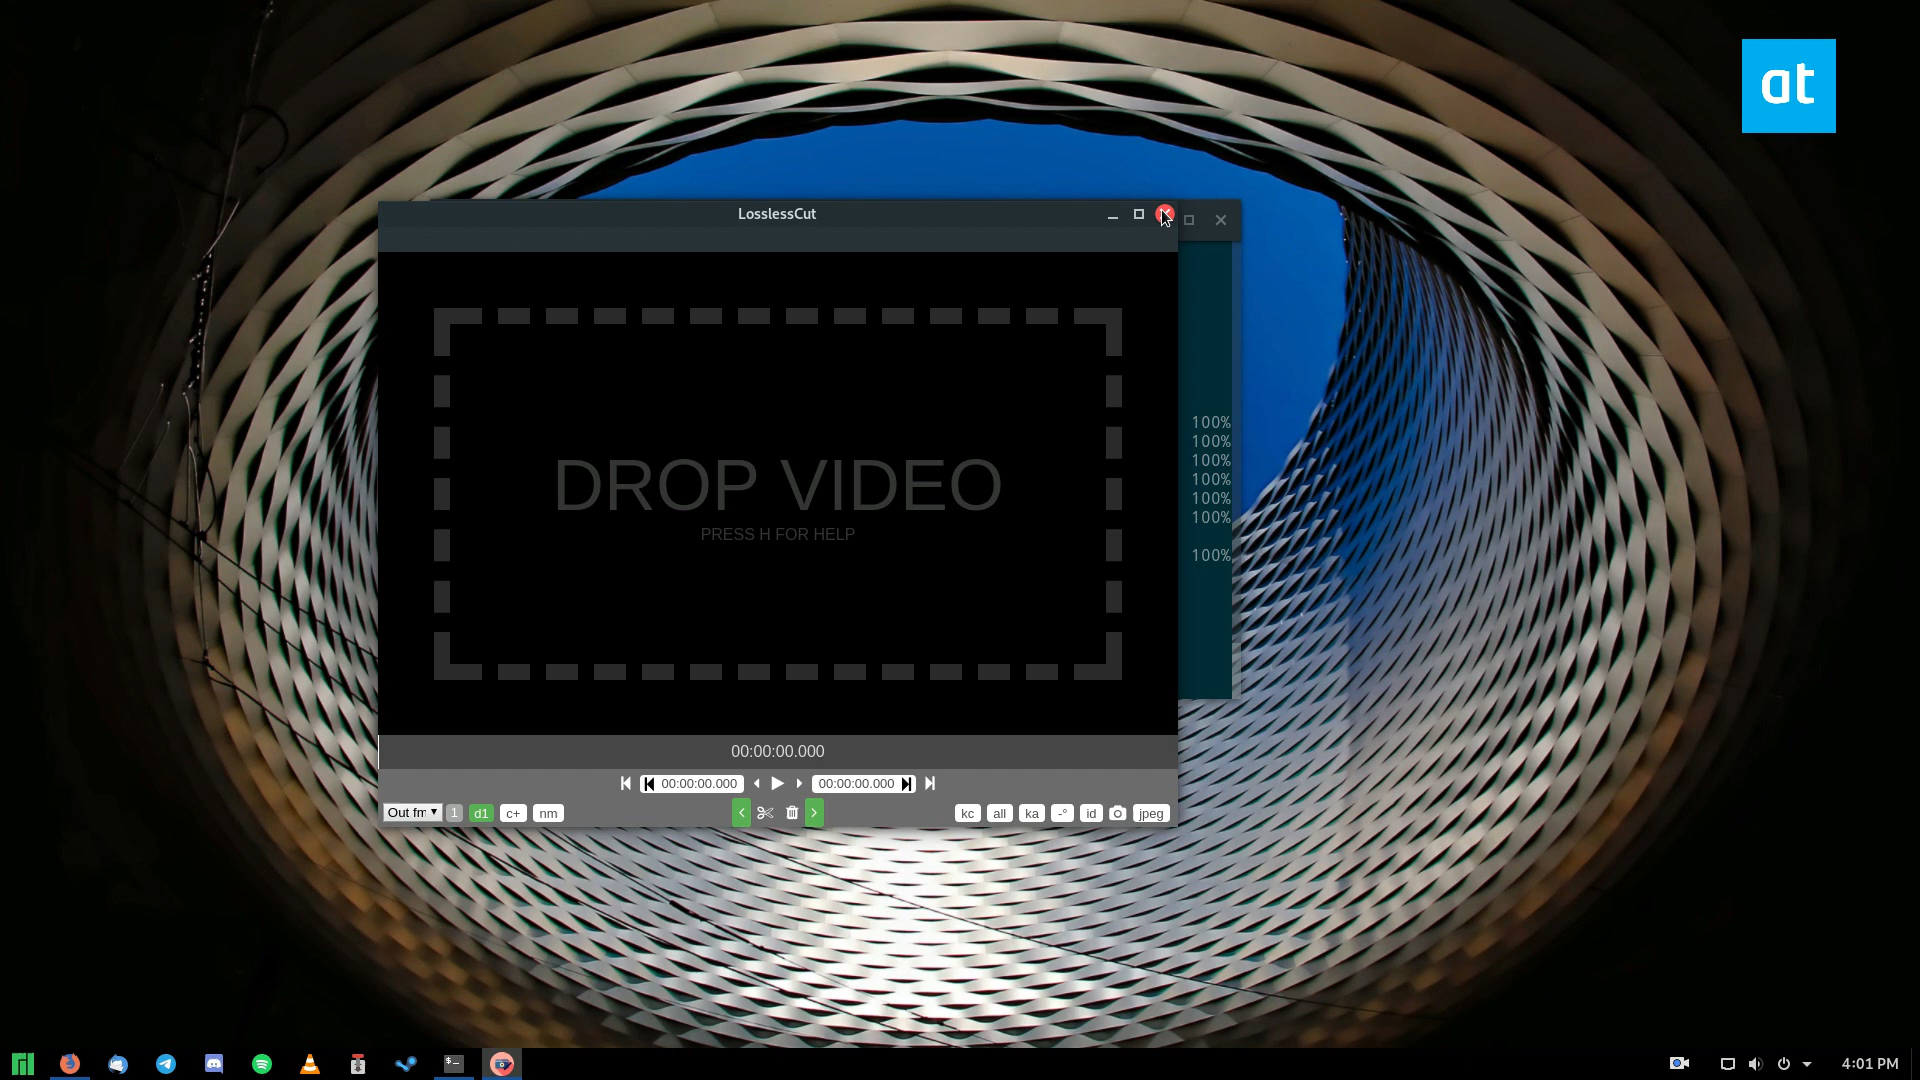 at
LosslessCut
100%
100%
100%
100%
100%
100%
100%
DROP VIDEO
PRESS H FOR HELP
00:00:00.000
00:00:00.000
00:00:00.000
Out fm
1
d1
c+
nm
kc
all
ka
-°
id
jpeg
$_
4:01 PM